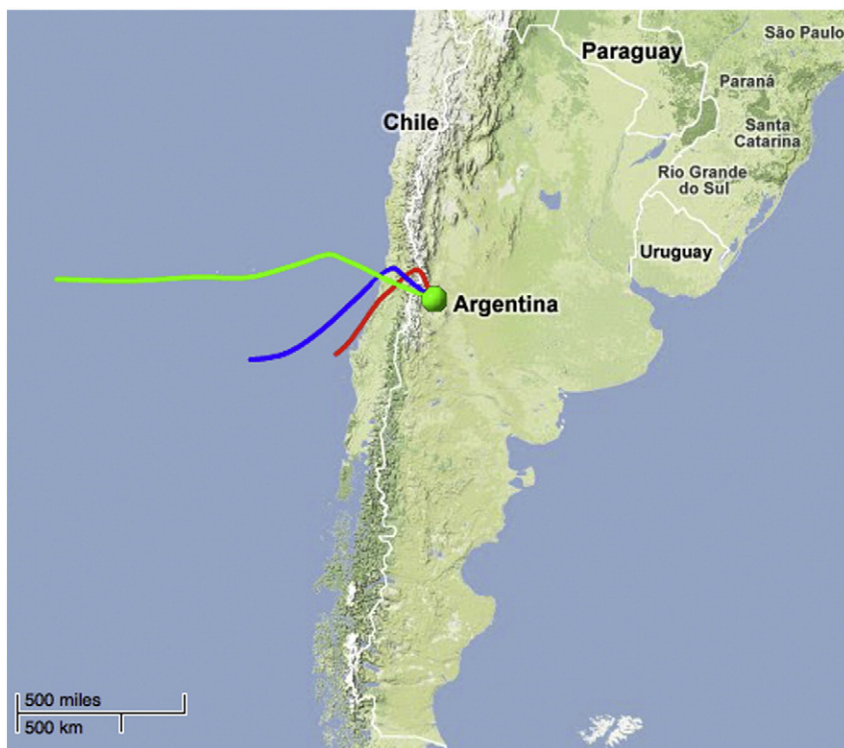 São Paulo
Paraguay
Paraná
Chile
Santa
Catarina
Rio Grande
do Sul
Uruguay
Argentina
500 miles
500 km